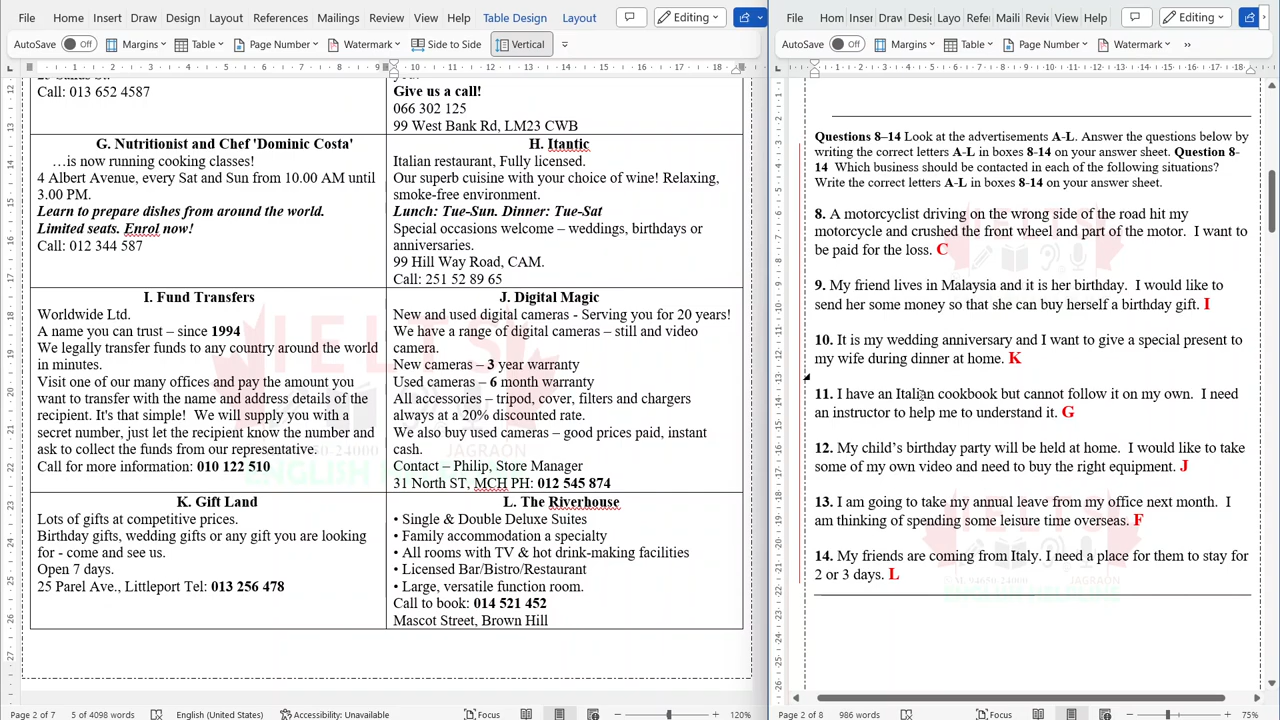 File Home Insert Draw Design Layout References Mailings Review View Help Table Design Layout Editing
AutoSave Off Margins Table Page Number Watermark Side to Side Vertical
Call: 013 652 4587
Give us a call!
066 302 125
99 West Bank Rd, LM23 CWB
G. Nutritionist and Chef 'Dominic Costa'
…is now running cooking classes!
4 Albert Avenue, every Sat and Sun from 10.00 AM until
3.00 PM.
Learn to prepare dishes from around the world.
Limited seats. Enrol now!
Call: 012 344 587
H. Itantic
Italian restaurant, Fully licensed.
Our superb cuisine with your choice of wine! Relaxing,
smoke-free environment.
Lunch: Tue-Sun. Dinner: Tue-Sat
Special occasions welcome – weddings, birthdays or
anniversaries.
99 Hill Way Road, CAM.
Call: 251 52 89 65
I. Fund Transfers
Worldwide Ltd.
A name you can trust – since 1994
We legally transfer funds to any country around the world
in minutes.
Visit one of our many offices and pay the amount you
want to transfer with the name and address details of the
recipient. It's that simple! We will supply you with a
secret number, just let the recipient know the number and
ask to collect the funds from our representative.
Call for more information: 010 122 510
J. Digital Magic
New and used digital cameras - Serving you for 20 years!
We have a range of digital cameras – still and video
camera.
New cameras – 3 year warranty
Used cameras – 6 month warranty
All accessories – tripod, cover, filters and chargers
always at a 20% discounted rate.
We also buy used cameras – good prices paid, instant
cash.
Contact – Philip, Store Manager
31 North ST, MCH PH: 012 545 874
K. Gift Land
Lots of gifts at competitive prices.
Birthday gifts, wedding gifts or any gift you are looking
for - come and see us.
Open 7 days.
25 Parel Ave., Littleport Tel: 013 256 478
L. The Riverhouse
• Single & Double Deluxe Suites
• Family accommodation a specialty
• All rooms with TV & hot drink-making facilities
• Licensed Bar/Bistro/Restaurant
• Large, versatile function room.
Call to book: 014 521 452
Mascot Street, Brown Hill
Page 2 of 7 5 of 4098 words English (United States) Accessibility: Unavailable Focus 120%
File Hom Inser Draw Desig Layo Refer Maili Revie View Help Editing
AutoSave Off Margins Table Page Number Watermark
Questions 8–14 Look at the advertisements A-L. Answer the questions below by
writing the correct letters A-L in boxes 8-14 on your answer sheet. Question 8-
14 Which business should be contacted in each of the following situations?
Write the correct letters A-L in boxes 8-14 on your answer sheet.
8. A motorcyclist driving on the wrong side of the road hit my
motorcycle and crushed the front wheel and part of the motor. I want to
be paid for the loss. C
9. My friend lives in Malaysia and it is her birthday. I would like to
send her some money so that she can buy herself a birthday gift. I
10. It is my wedding anniversary and I want to give a special present to
my wife during dinner at home. K
11. I have an Italian cookbook but cannot follow it on my own. I need
an instructor to help me to understand it. G
12. My child's birthday party will be held at home. I would like to take
some of my own video and need to buy the right equipment. J
13. I am going to take my annual leave from my office next month. I
am thinking of spending some leisure time overseas. F
14. My friends are coming from Italy. I need a place for them to stay for
2 or 3 days. L
Page 2 of 8 986 words Focus 75%